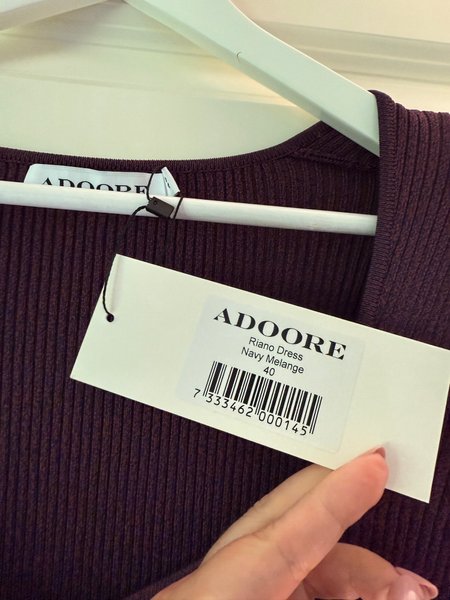 ADOORE
ADOORE
Riano Dress
Navy Melange
40
7 333462 000145